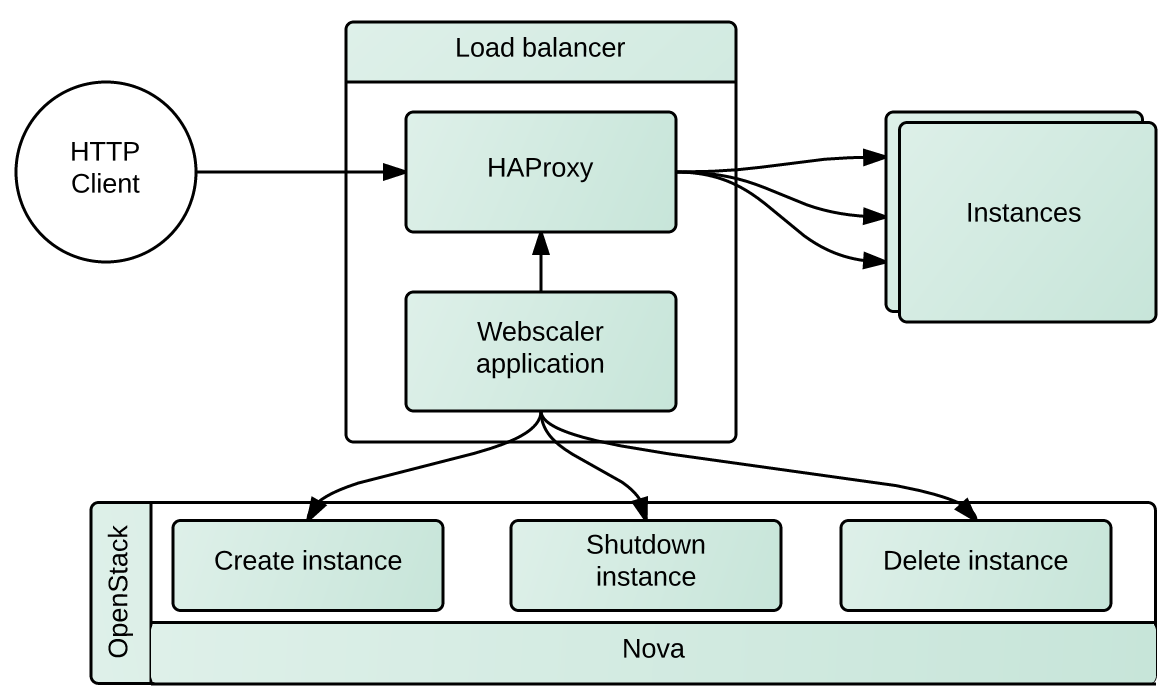 Load balancer
HTTP
Client
HAProxy
Instances
Webscaler
application
OpenStack
Create instance
Shutdown
instance
Delete instance
Nova